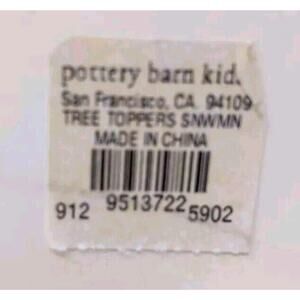 pottery barn kid.
San Francisco, CA. 94109
TREE TOPPERS SNWMN
MADE IN CHINA
912 9513722 5902